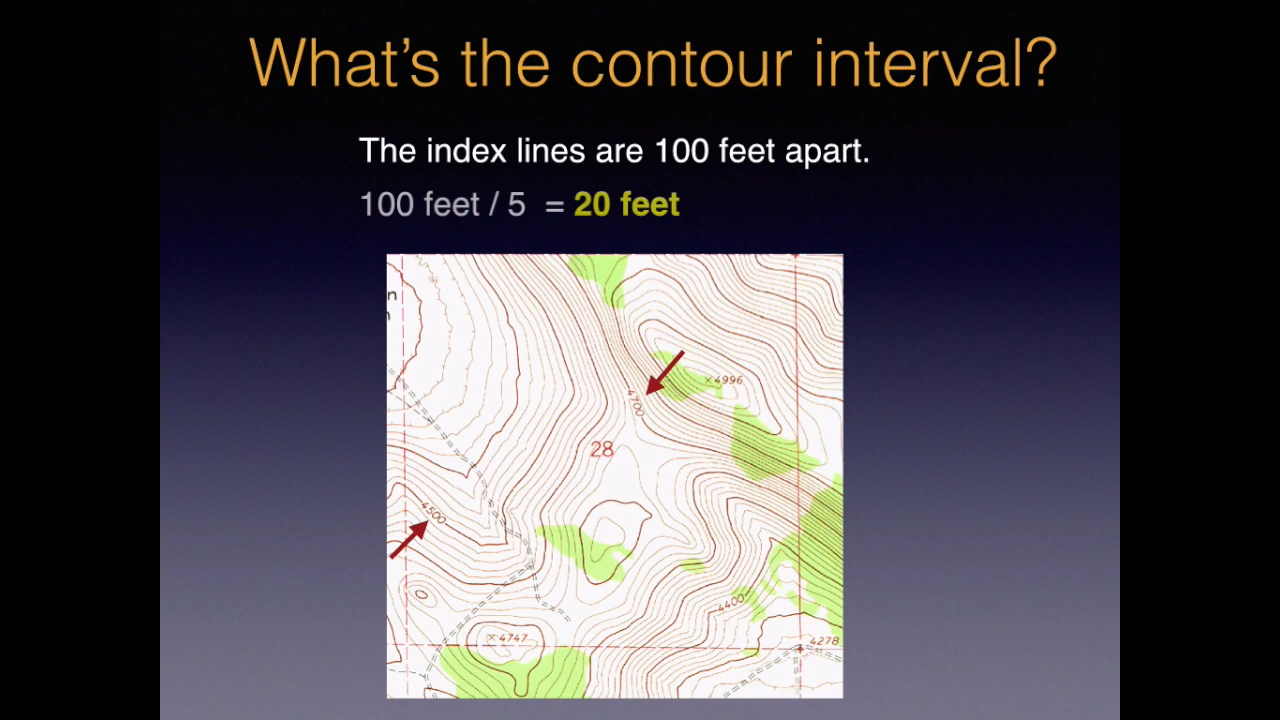 What's the contour interval?
The index lines are 100 feet apart.
100 feet / 5 = 20 feet
n
×4996
4700
28
4500
4400
×4747
4278